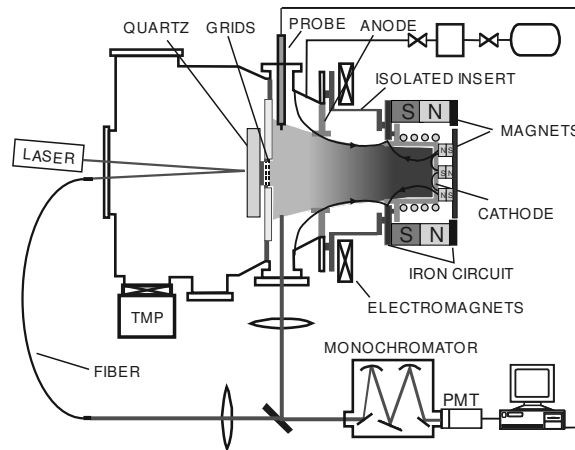 QUARTZ GRIDS
PROBE
ANODE
ISOLATED INSERT
S N
MAGNETS
LASER
N S
N S
N S
CATHODE
S N
IRON CIRCUIT
TMP
ELECTROMAGNETS
FIBER
MONOCHROMATOR
PMT